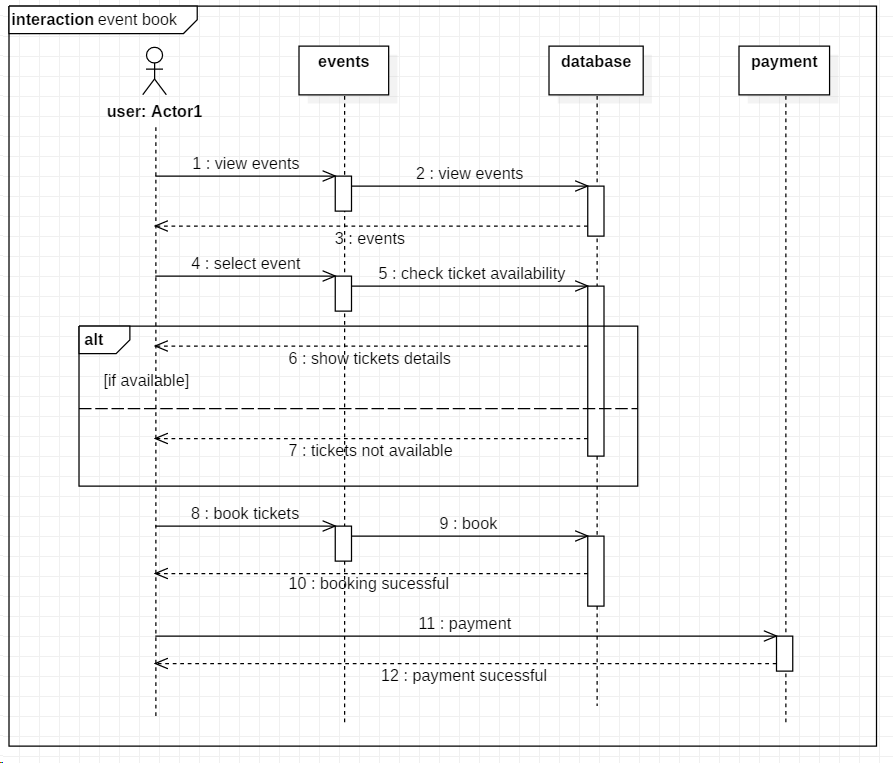 interaction event book
events
database
payment
user: Actor1
1 : view events
2 : view events
3 : events
4 : select event
5 : check ticket availability
alt
6 : show tickets details
[if available]
7 : tickets not available
8 : book tickets
9 : book
10 : booking sucessful
11 : payment
12 : payment sucessful